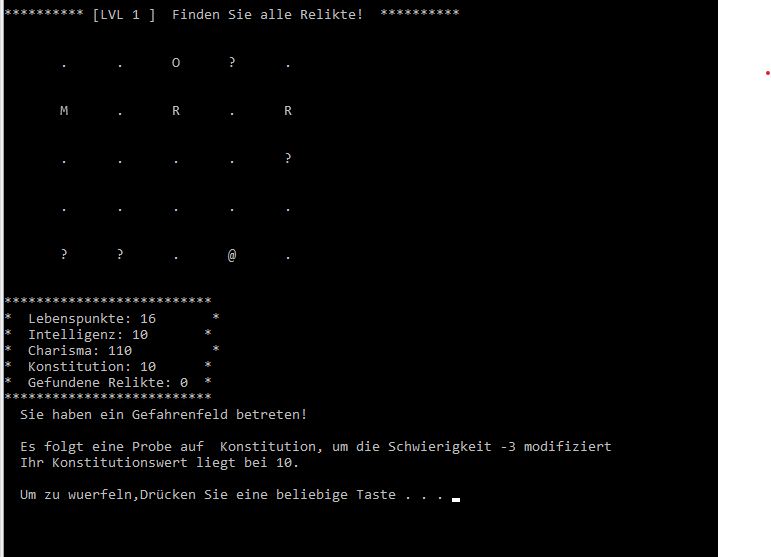 ********** [LVL 1 ]  Finden Sie alle Relikte!  **********
.      .      O      ?      .
M      .      R      .      R
.      .      .      .      ?
.      .      .      .      .
?      ?      .      @      .
**************************
*  Lebenspunkte: 16       *
*  Intelligenz: 10       *
*  Charisma: 110          *
*  Konstitution: 10      *
*  Gefundene Relikte: 0  *
**************************
Sie haben ein Gefahrenfeld betreten!
Es folgt eine Probe auf  Konstitution, um die Schwierigkeit -3 modifiziert
Ihr Konstitutionswert liegt bei 10.
Um zu wuerfeln,Drücken Sie eine beliebige Taste . . .